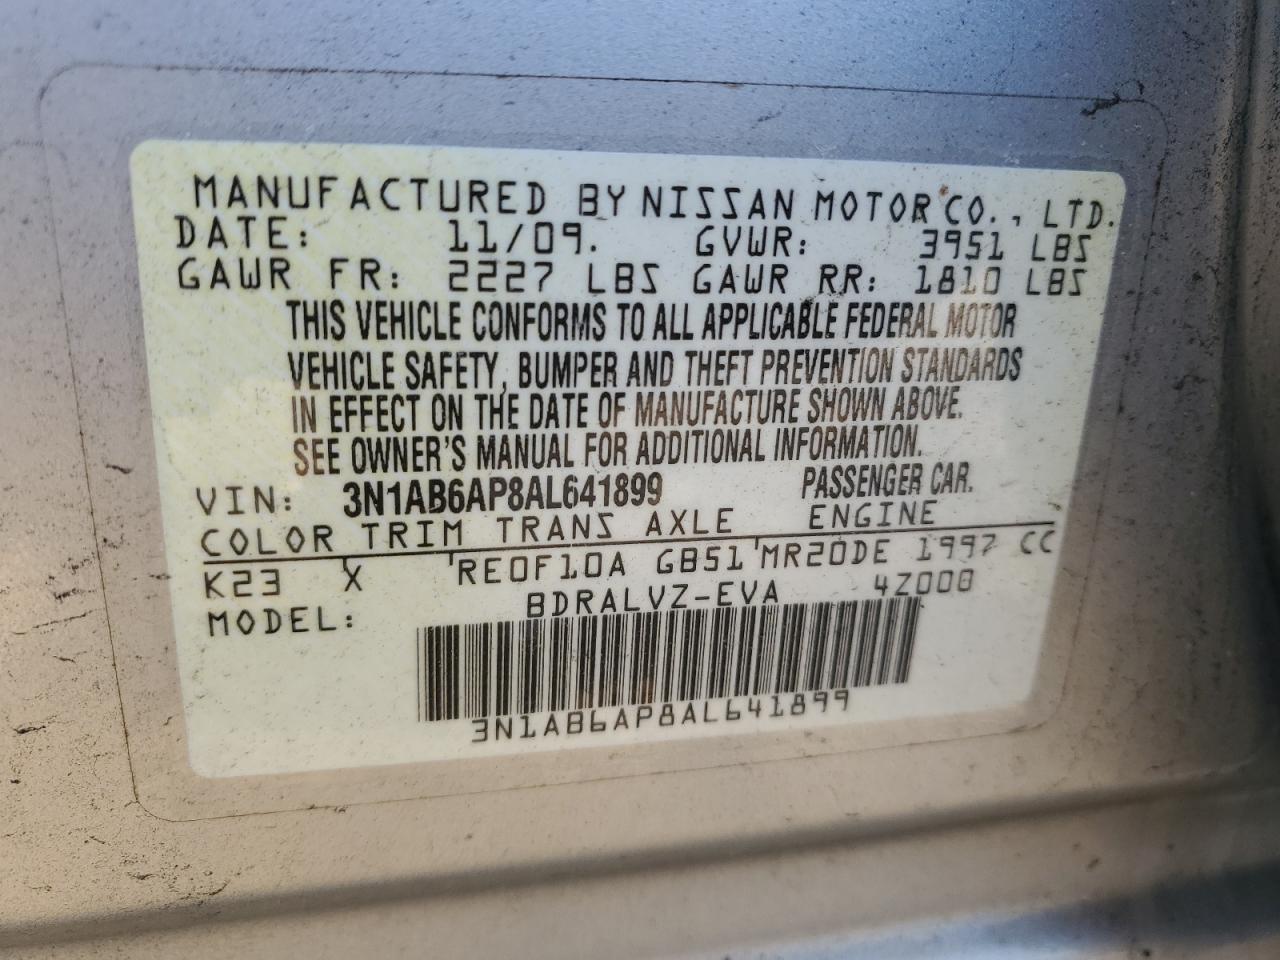 MANUFACTURED BY NISSAN MOTOR CO., LTD.
DATE: 11/09. GVWR: 3951 LBS
GAWR FR: 2227 LBS GAWR RR: 1810 LBS
THIS VEHICLE CONFORMS TO ALL APPLICABLE FEDERAL MOTOR
VEHICLE SAFETY, BUMPER AND THEFT PREVENTION STANDARDS
IN EFFECT ON THE DATE OF MANUFACTURE SHOWN ABOVE.
SEE OWNER'S MANUAL FOR ADDITIONAL INFORMATION.
VIN: 3N1AB6AP8AL641899 PASSENGER CAR.
COLOR TRIM TRANS AXLE ENGINE
K23 X RE0F10A GB51 MR20DE 1997 CC
MODEL: BDRALVZ-EVA 4Z008
3N1AB6AP8AL641899